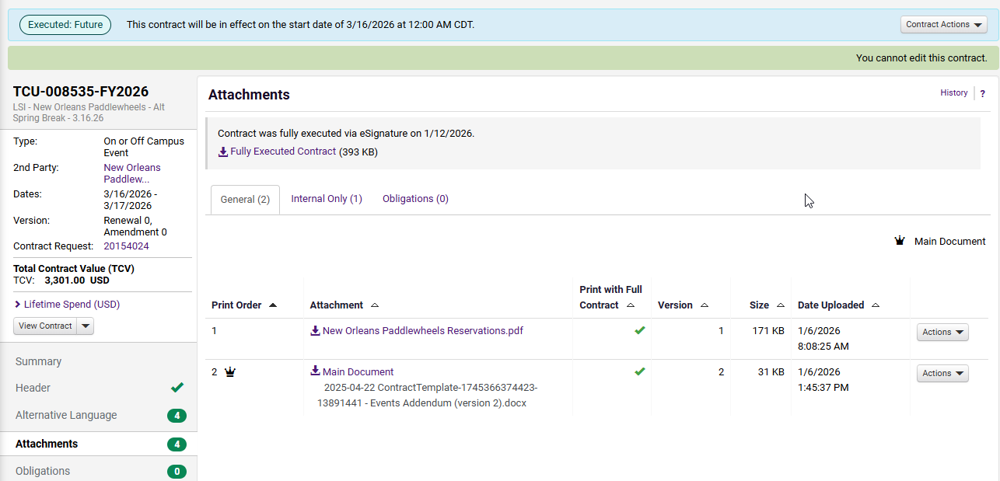 Executed: Future
This contract will be in effect on the start date of 3/16/2026 at 12:00 AM CDT.
Contract Actions
You cannot edit this contract.
TCU-008535-FY2026
LSI - New Orleans Paddlewheels - Alt
Spring Break - 3.16.26
Type: On or Off Campus
Event
2nd Party: New Orleans
Paddlew...
Dates: 3/16/2026 -
3/17/2026
Version: Renewal 0,
Amendment 0
Contract Request: 20154024
Total Contract Value (TCV)
TCV: 3,301.00 USD
Lifetime Spend (USD)
View Contract
Summary
Header
Alternative Language 4
Attachments 4
Obligations 0
Attachments
History ?
Contract was fully executed via eSignature on 1/12/2026.
Fully Executed Contract (393 KB)
General (2) Internal Only (1) Obligations (0)
Main Document
Print with Full
Print Order Attachment Contract Version Size Date Uploaded
1 New Orleans Paddlewheels Reservations.pdf 1 171 KB 1/6/2026 Actions
8:08:25 AM
2 Main Document 2 31 KB 1/6/2026 Actions
2025-04-22 ContractTemplate-1745366374423- 1:45:37 PM
13891441 - Events Addendum (version 2).docx